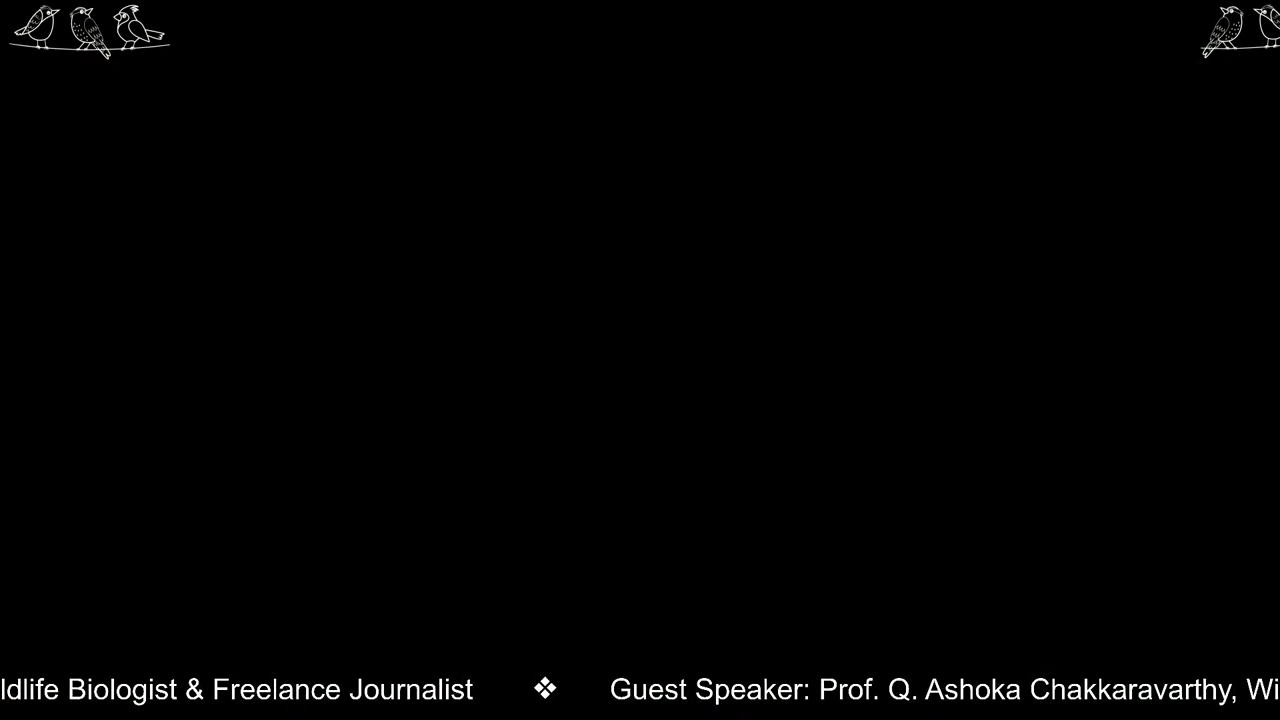 ldlife Biologist & Freelance Journalist ❖ Guest Speaker: Prof. Q. Ashoka Chakkaravarthy, Wi